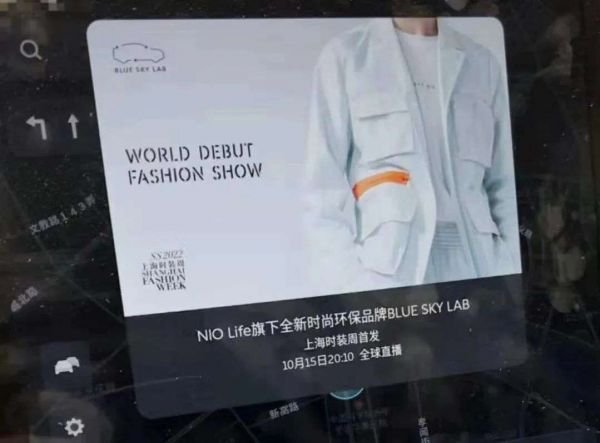 BLUE SKY LAB
WORLD DEBUT
FASHION SHOW
SS2022
上海时装周
SHANGHAI
FASHION
WEEK
NIO Life旗下全新时尚环保品牌BLUE SKY LAB
上海时装周首发
10月15日20:10 全球直播
新高路